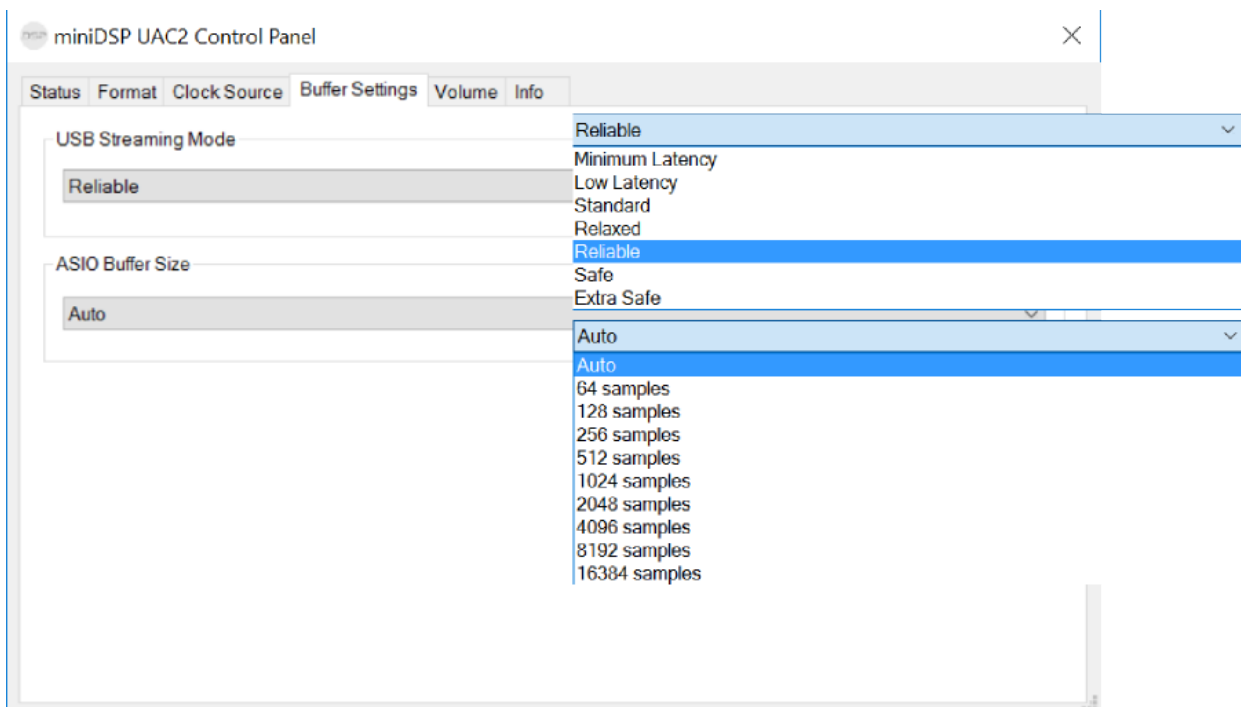 miniDSP UAC2 Control Panel
Status Format Clock Source Buffer Settings Volume Info
USB Streaming Mode
Reliable
ASIO Buffer Size
Auto
Reliable
Minimum Latency
Low Latency
Standard
Relaxed
Reliable
Safe
Extra Safe
Auto
Auto
64 samples
128 samples
256 samples
512 samples
1024 samples
2048 samples
4096 samples
8192 samples
16384 samples